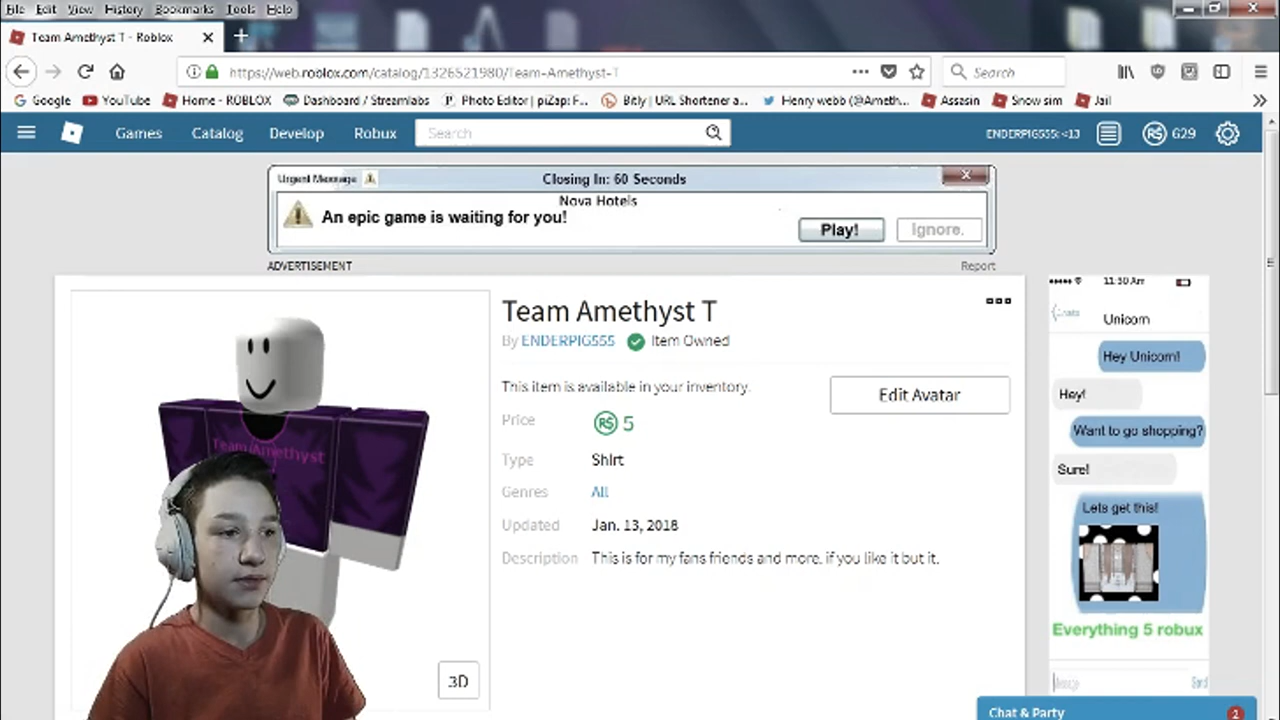 File Edit View History Bookmarks Tools Help
Team Amethyst T - Roblox
https://web.roblox.com/catalog/1326521980/Team-Amethyst-T
Search
Google YouTube Home - ROBLOX Dashboard / Streamlabs Photo Editor | piZap: F... Bitly | URL Shortener a... Henry webb (@Ameth... Assasin Snow sim Jail
Games Catalog Develop Robux Search ENDERPIG555: <13 R$ 629
Urgent Message Closing In: 60 Seconds
Nova Hotels
An epic game is waiting for you!
Play! Ignore.
ADVERTISEMENT Report
Team Amethyst T
By ENDERPIG555 Item Owned
This item is available in your inventory.
Edit Avatar
Price R$ 5
Type Shirt
Genres All
Updated Jan. 13, 2018
Description This is for my fans friends and more. if you like it but it.
Team Amethyst
3D
11:30 Am
Unicorn
Hey Unicorn!
Hey!
Want to go shopping?
Sure!
Lets get this!
Everything 5 robux
Message Send
Chat & Party 2